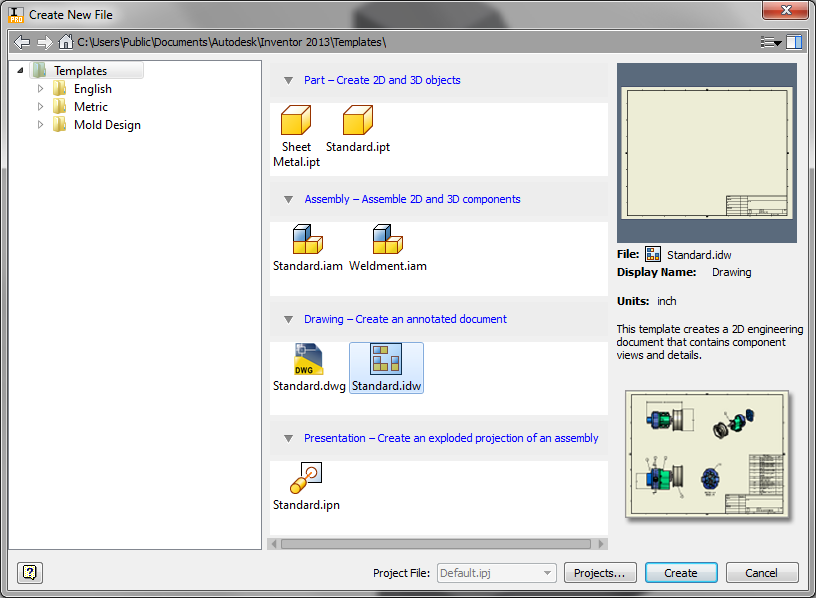 I PRO Create New File
C:\Users\Public\Documents\Autodesk\Inventor 2013\Templates\
Templates
English
Metric
Mold Design
Part – Create 2D and 3D objects
Sheet
Metal.ipt
Standard.ipt
Assembly – Assemble 2D and 3D components
Standard.iam
Weldment.iam
Drawing – Create an annotated document
DWG
Standard.dwg
Standard.idw
Presentation – Create an exploded projection of an assembly
Standard.ipn
File: Standard.idw
Display Name: Drawing
Units: inch
This template creates a 2D engineering
document that contains component
views and details.
?
Project File: Default.ipj
Projects...
Create
Cancel